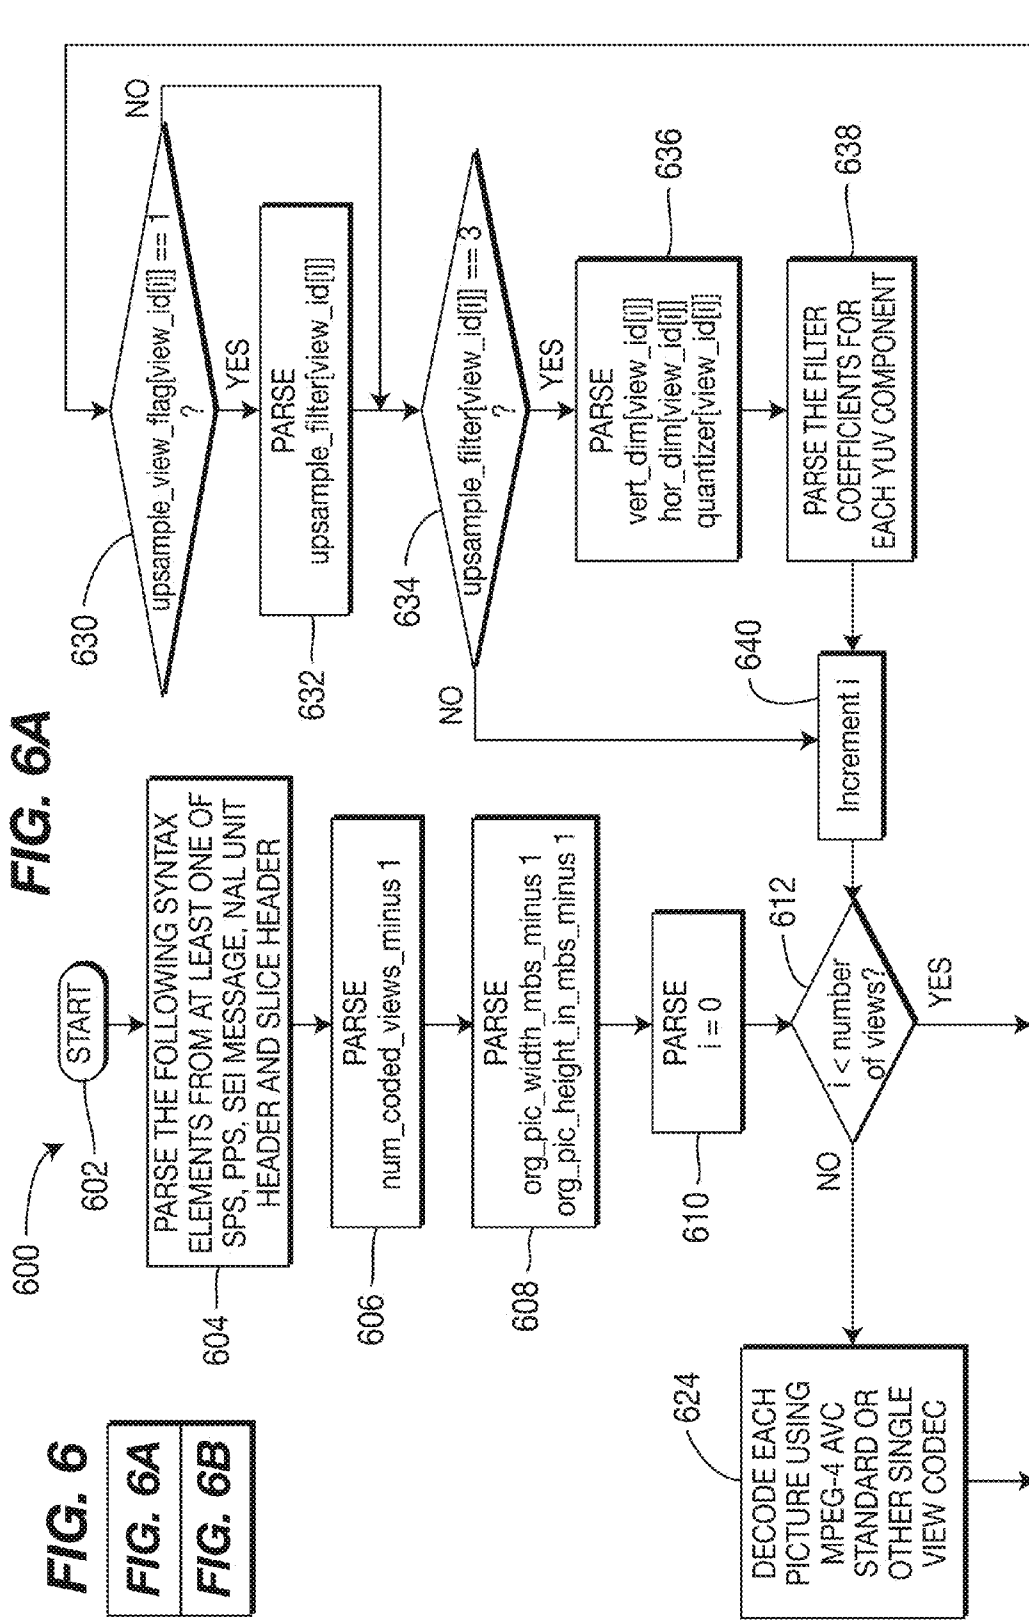 FIG. 6
FIG. 6A
FIG. 6B
FIG. 6A
600
602
START
604
PARSE THE FOLLOWING SYNTAX
ELEMENTS FROM AT LEAST ONE OF
SPS, PPS, SEI MESSAGE, NAL UNIT
HEADER AND SLICE HEADER
606
PARSE
num_coded_views_minus 1
608
PARSE
org_pic_width_mbs_minus 1
org_pic_height_in_mbs_minus 1
610
PARSE
i = 0
612
i < number
of views?
NO
YES
624
DECODE EACH
PICTURE USING
MPEG-4 AVC
STANDARD OR
OTHER SINGLE
VIEW CODEC
630
upsample_view_flag[view_id[i]] == 1
?
NO
YES
632
PARSE
upsample_filter[view_id[i]]
634
upsample_filter[view_id[i]] == 3
?
NO
YES
636
PARSE
vert_dim[view_id[i]]
hor_dim[view_id[i]]
quantizer[view_id[i]]
638
PARSE THE FILTER
COEFFICIENTS FOR
EACH YUV COMPONENT
640
Increment i